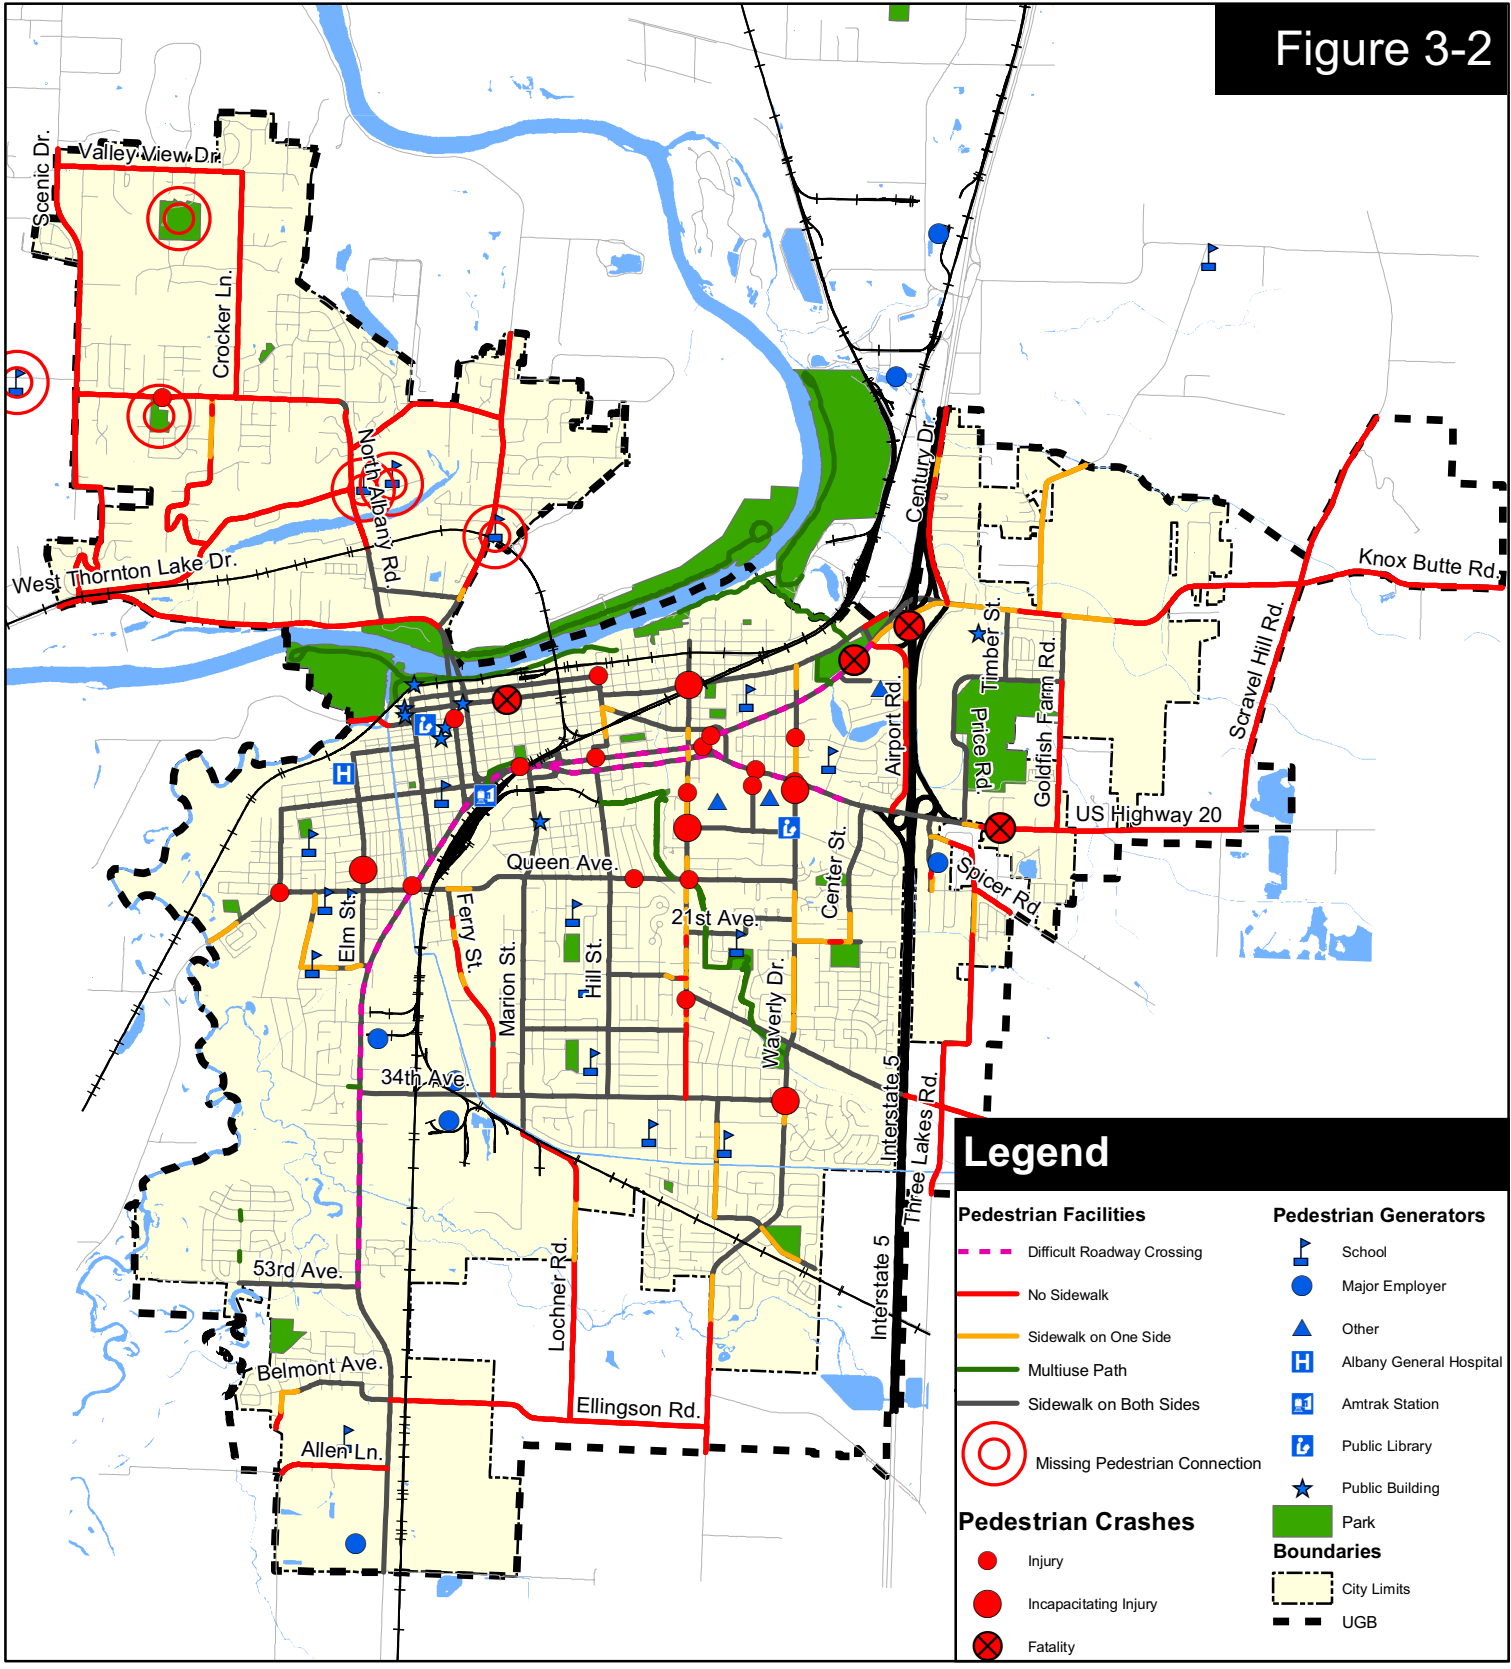 Figure 3-2
Scenic Dr.
Valley View Dr.
Crocker Ln.
North Albany Rd.
West Thornton Lake Dr.
Century Dr.
Knox Butte Rd.
Scravel Hill Rd.
Timber St.
Goldfish Farm Rd.
Price Rd.
Airport Rd.
US Highway 20
Spicer Rd
Queen Ave.
Center St.
21st Ave.
Elm St.
Ferry St.
Marion St.
Hill St.
Waverly Dr.
34th Ave.
Interstate 5
Three Lakes Rd.
Interstate 5
53rd Ave.
Lochner Rd.
Belmont Ave.
Ellingson Rd.
Allen Ln.
H
Legend
Pedestrian Facilities
Difficult Roadway Crossing
No Sidewalk
Sidewalk on One Side
Multiuse Path
Sidewalk on Both Sides
Missing Pedestrian Connection
Pedestrian Crashes
Injury
Incapacitating Injury
Fatality
Pedestrian Generators
School
Major Employer
Other
H Albany General Hospital
Amtrak Station
Public Library
Public Building
Park
Boundaries
City Limits
UGB